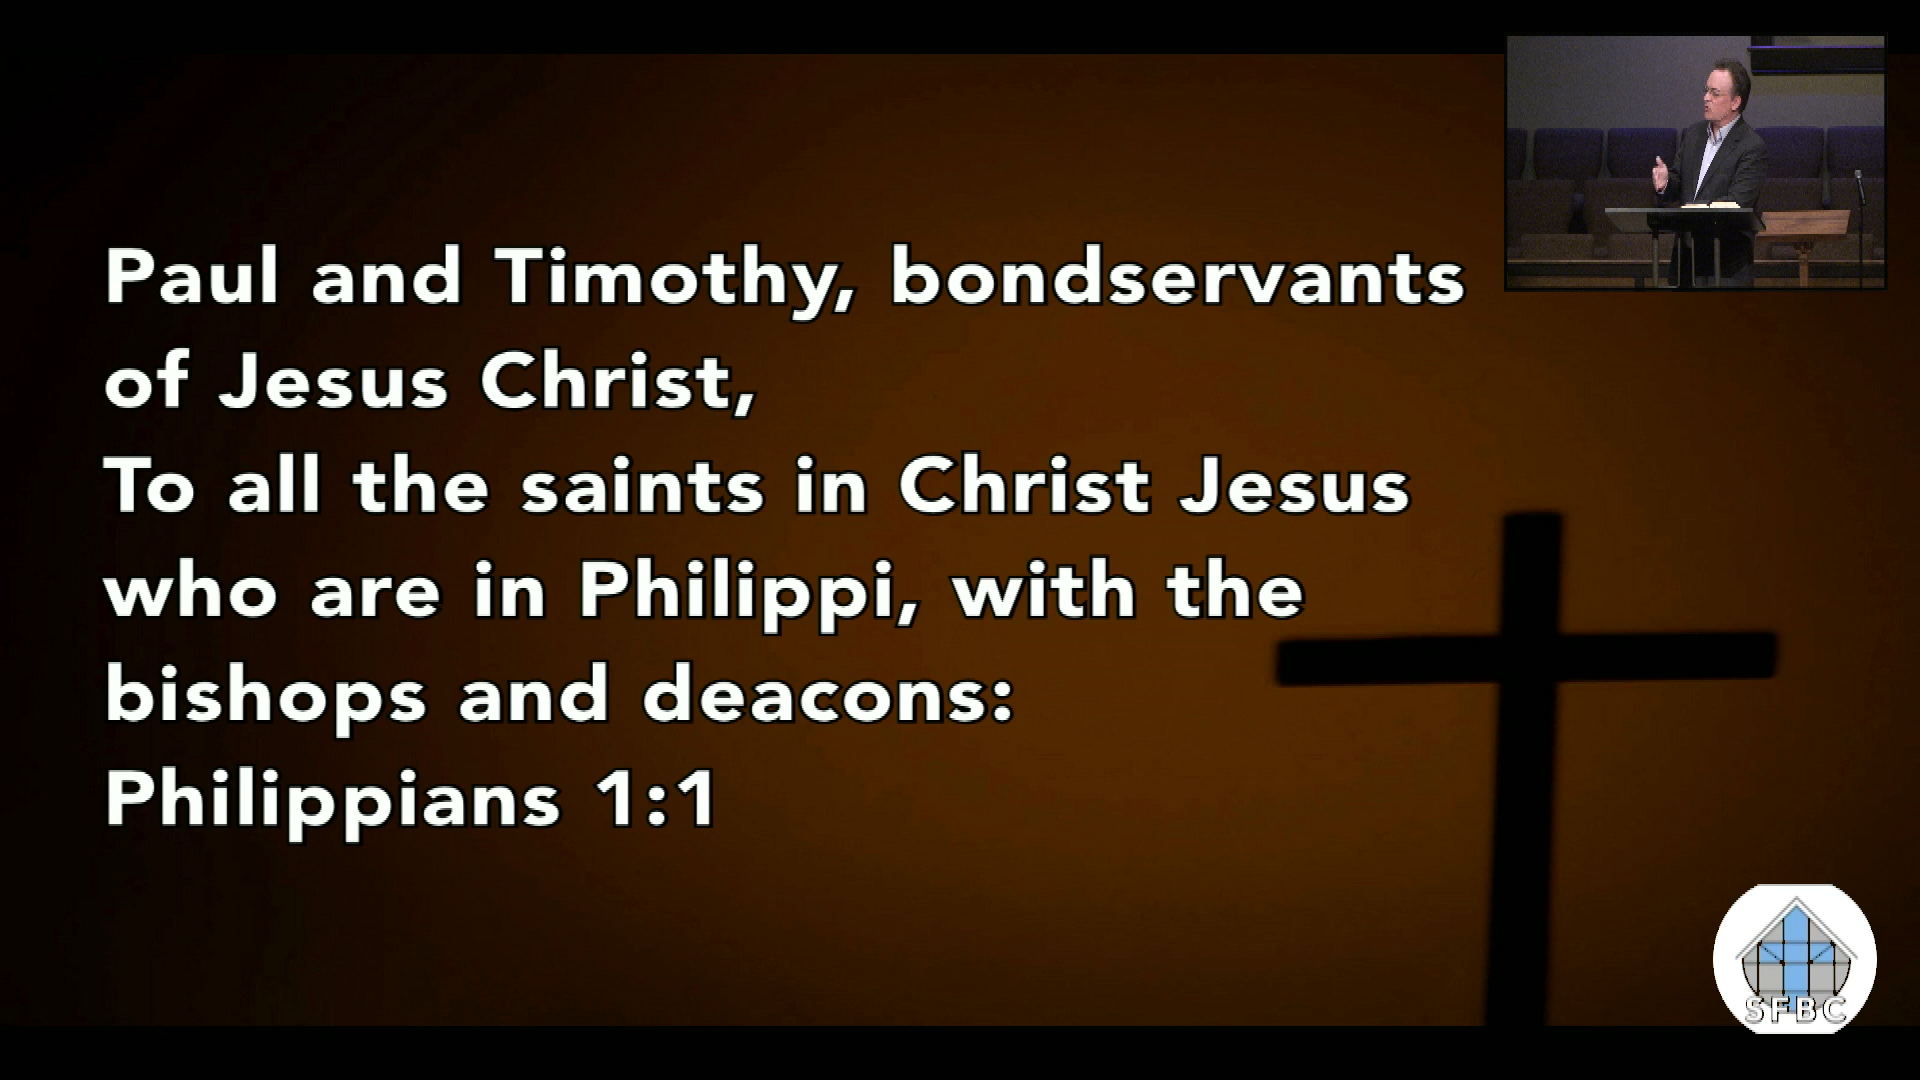 Paul and Timothy, bondservants
of Jesus Christ,
To all the saints in Christ Jesus
who are in Philippi, with the
bishops and deacons:
Philippians 1:1
SFBC